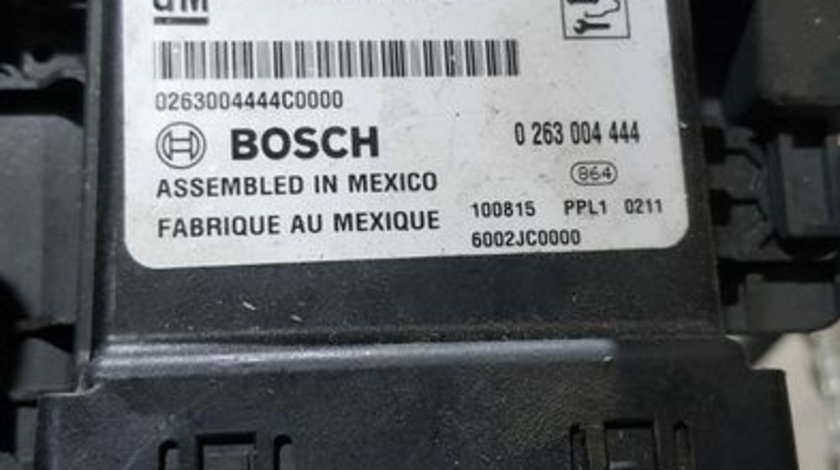 GM
0263004444C0000
BOSCH 0 263 004 444
ASSEMBLED IN MEXICO 864
FABRIQUE AU MEXIQUE 100815 PPL1 0211
6002JC0000